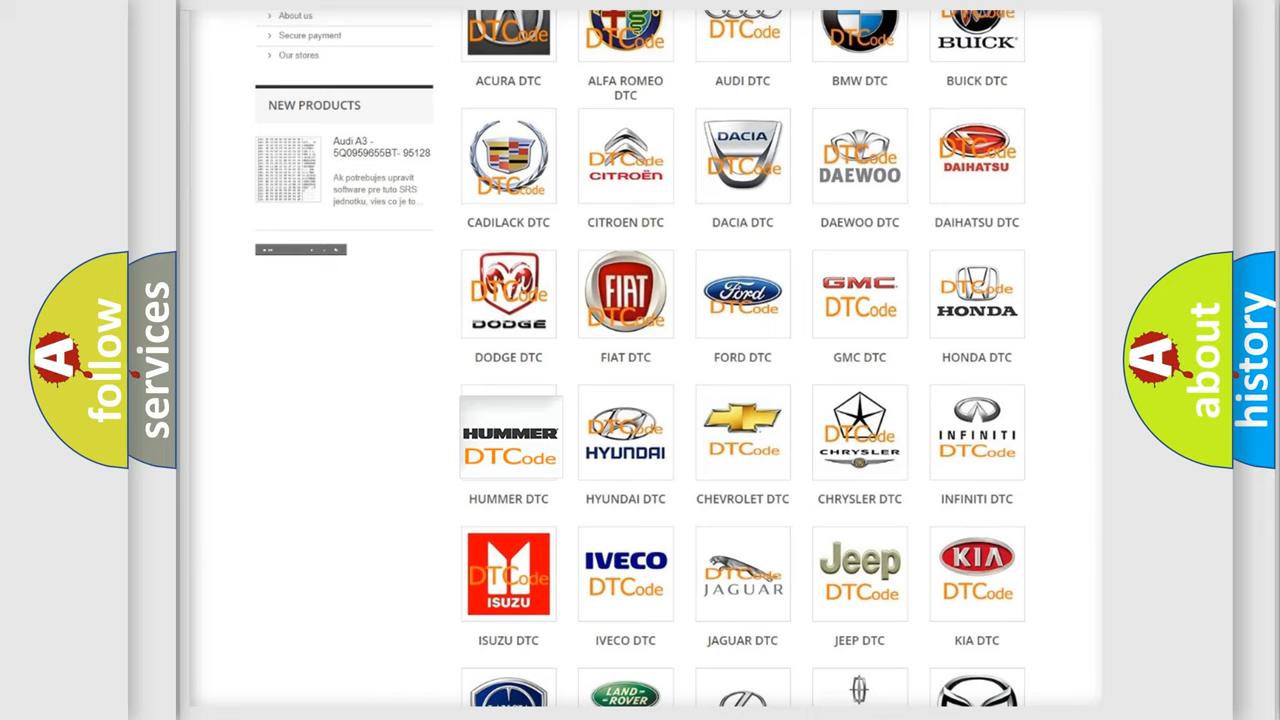 About us
Secure payment
Our stores
NEW PRODUCTS
Audi A3 -
5Q0959655BT- 95128
Ak potrebujes upravit
software pre tuto SRS
jednotku, vies co je to...
DTCode
DTCode
DTCode
DTCode
BUICK
ACURA DTC
ALFA ROMEO
DTC
AUDI DTC
BMW DTC
BUICK DTC
DTCode
DTCode
CITROËN
DACIA
DTCode
DTCode
DAEWOO
DTCode
DAIHATSU
CADILACK DTC
CITROEN DTC
DACIA DTC
DAEWOO DTC
DAIHATSU DTC
DTCode
DODGE
FIAT
DTCode
Ford
DTCode
GMC
DTCode
DTCode
HONDA
DODGE DTC
FIAT DTC
FORD DTC
GMC DTC
HONDA DTC
HUMMER
DTCode
DTCode
HYUNDAI
DTCode
DTCode
CHRYSLER
INFINITI
DTCode
HUMMER DTC
HYUNDAI DTC
CHEVROLET DTC
CHRYSLER DTC
INFINITI DTC
DTCode
ISUZU
IVECO
DTCode
DTCode
JAGUAR
Jeep
DTCode
KIA
DTCode
ISUZU DTC
IVECO DTC
JAGUAR DTC
JEEP DTC
KIA DTC
LAND-
ROVER
A follow
services
A about
history